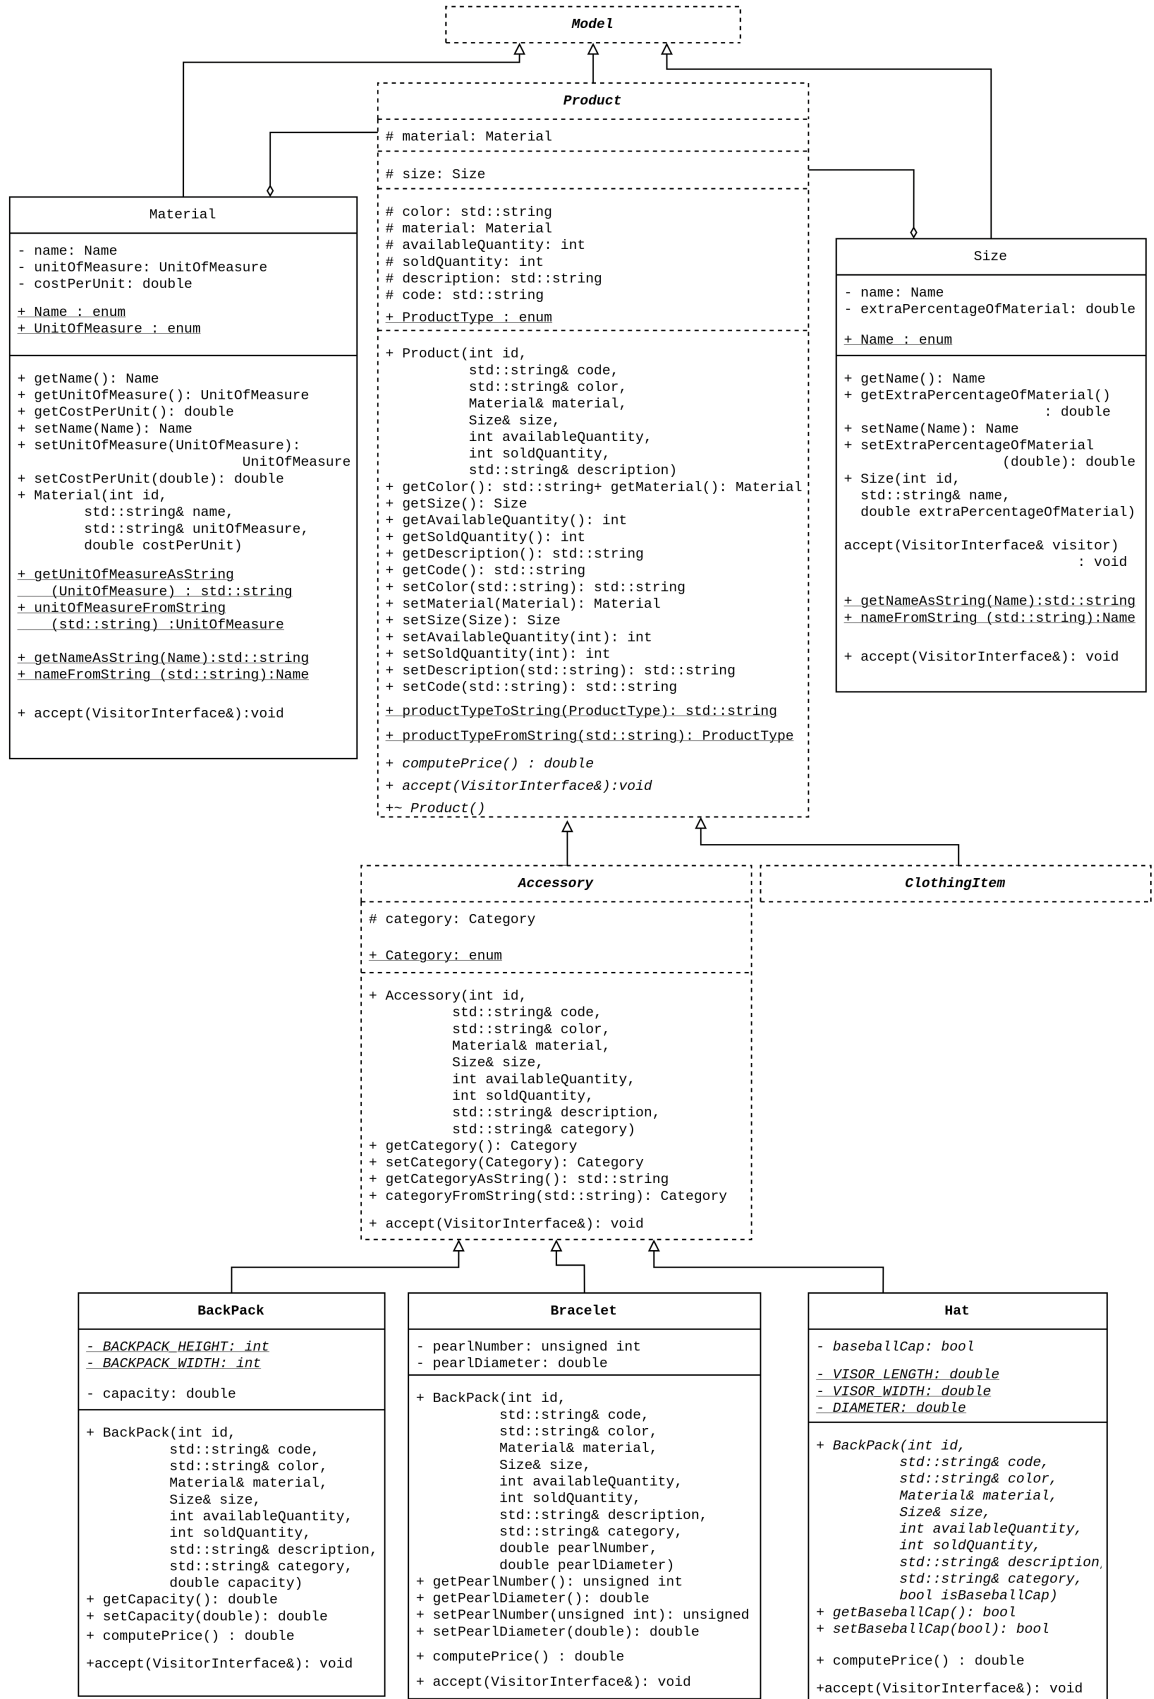 Model
Product
# material: Material
# size: Size
# color: std::string
# material: Material
# availableQuantity: int
# soldQuantity: int
# description: std::string
# code: std::string
+ ProductType : enum
+ Product(int id,
std::string& code,
std::string& color,
Material& material,
Size& size,
int availableQuantity,
int soldQuantity,
std::string& description)
+ getColor(): std::string+ getMaterial(): Material
+ getSize(): Size
+ getAvailableQuantity(): int
+ getSoldQuantity(): int
+ getDescription(): std::string
+ getCode(): std::string
+ setColor(std::string): std::string
+ setMaterial(Material): Material
+ setSize(Size): Size
+ setAvailableQuantity(int): int
+ setSoldQuantity(int): int
+ setDescription(std::string): std::string
+ setCode(std::string): std::string
+ productTypeToString(ProductType): std::string
+ productTypeFromString(std::string): ProductType
+ computePrice() : double
+ accept(VisitorInterface&):void
+~ Product()
Material
- name: Name
- unitOfMeasure: UnitOfMeasure
- costPerUnit: double
+ Name : enum
+ UnitOfMeasure : enum
+ getName(): Name
+ getUnitOfMeasure(): UnitOfMeasure
+ getCostPerUnit(): double
+ setName(Name): Name
+ setUnitOfMeasure(UnitOfMeasure):
UnitOfMeasure
+ setCostPerUnit(double): double
+ Material(int id,
std::string& name,
std::string& unitOfMeasure,
double costPerUnit)
+ getUnitOfMeasureAsString
(UnitOfMeasure) : std::string
+ unitOfMeasureFromString
(std::string) :UnitOfMeasure
+ getNameAsString(Name):std::string
+ nameFromString (std::string):Name
+ accept(VisitorInterface&):void
Size
- name: Name
- extraPercentageOfMaterial: double
+ Name : enum
+ getName(): Name
+ getExtraPercentageOfMaterial()
: double
+ setName(Name): Name
+ setExtraPercentageOfMaterial
(double): double
+ Size(int id,
std::string& name,
double extraPercentageOfMaterial)
accept(VisitorInterface& visitor)
: void
+ getNameAsString(Name):std::string
+ nameFromString (std::string):Name
+ accept(VisitorInterface&): void
Accessory
# category: Category
+ Category: enum
+ Accessory(int id,
std::string& code,
std::string& color,
Material& material,
Size& size,
int availableQuantity,
int soldQuantity,
std::string& description,
std::string& category)
+ getCategory(): Category
+ setCategory(Category): Category
+ getCategoryAsString(): std::string
+ categoryFromString(std::string): Category
+ accept(VisitorInterface&): void
ClothingItem
BackPack
- BACKPACK_HEIGHT: int
- BACKPACK_WIDTH: int
- capacity: double
+ BackPack(int id,
std::string& code,
std::string& color,
Material& material,
Size& size,
int availableQuantity,
int soldQuantity,
std::string& description,
std::string& category,
double capacity)
+ getCapacity(): double
+ setCapacity(double): double
+ computePrice() : double
+accept(VisitorInterface&): void
Bracelet
- pearlNumber: unsigned int
- pearlDiameter: double
+ BackPack(int id,
std::string& code,
std::string& color,
Material& material,
Size& size,
int availableQuantity,
int soldQuantity,
std::string& description,
std::string& category,
double pearlNumber,
double pearlDiameter)
+ getPearlNumber(): unsigned int
+ getPearlDiameter(): double
+ setPearlNumber(unsigned int): unsigned
+ setPearlDiameter(double): double
+ computePrice() : double
+ accept(VisitorInterface&): void
Hat
- baseballCap: bool
- VISOR_LENGTH: double
- VISOR_WIDTH: double
- DIAMETER: double
+ BackPack(int id,
std::string& code,
std::string& color,
Material& material,
Size& size,
int availableQuantity,
int soldQuantity,
std::string& description,
std::string& category,
bool isBaseballCap)
+ getBaseballCap(): bool
+ setBaseballCap(bool): bool
+ computePrice() : double
+accept(VisitorInterface&): void